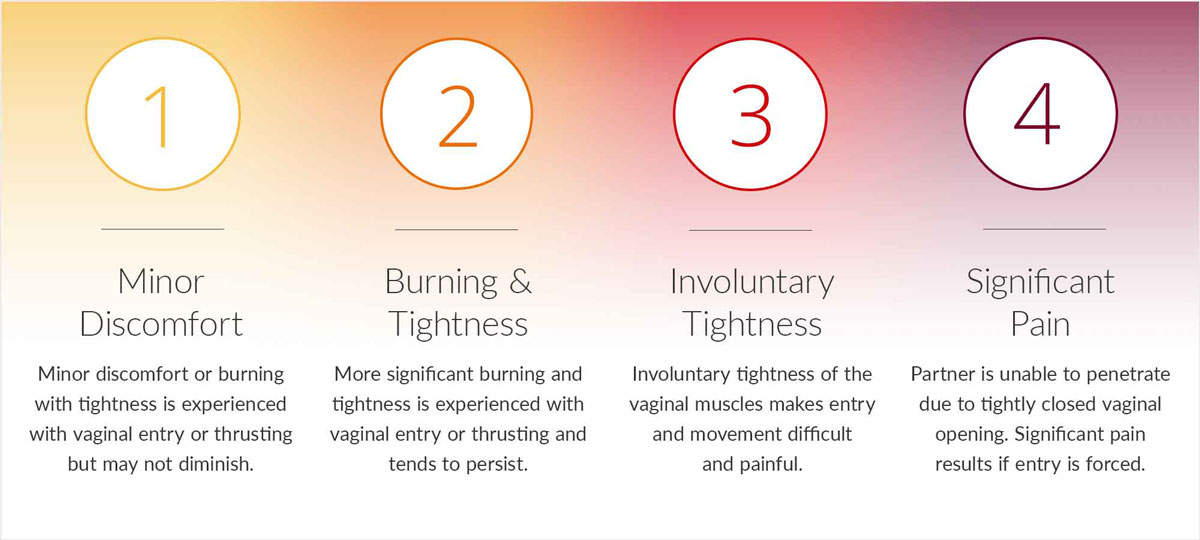 1
Minor
Discomfort
Minor discomfort or burning
with tightness is experienced
with vaginal entry or thrusting
but may not diminish.
2
Burning &
Tightness
More significant burning and
tightness is experienced with
vaginal entry or thrusting and
tends to persist.
3
Involuntary
Tightness
Involuntary tightness of the
vaginal muscles makes entry
and movement difficult
and painful.
4
Significant
Pain
Partner is unable to penetrate
due to tightly closed vaginal
opening. Significant pain
results if entry is forced.